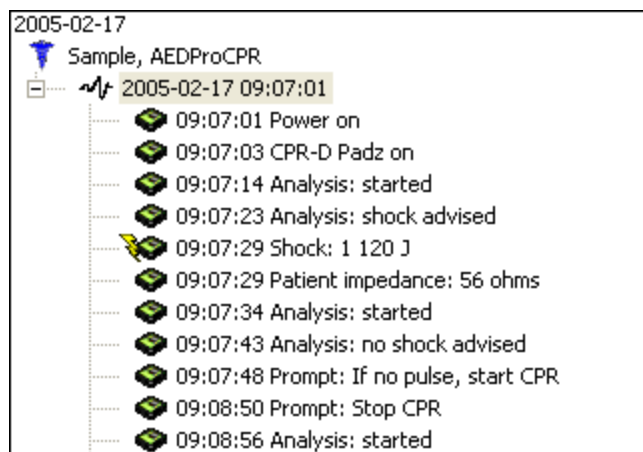 2005-02-17
Sample, AEDProCPR
2005-02-17 09:07:01
09:07:01 Power on
09:07:03 CPR-D Padz on
09:07:14 Analysis: started
09:07:23 Analysis: shock advised
09:07:29 Shock: 1 120 J
09:07:29 Patient impedance: 56 ohms
09:07:34 Analysis: started
09:07:43 Analysis: no shock advised
09:07:48 Prompt: If no pulse, start CPR
09:08:50 Prompt: Stop CPR
09:08:56 Analysis: started